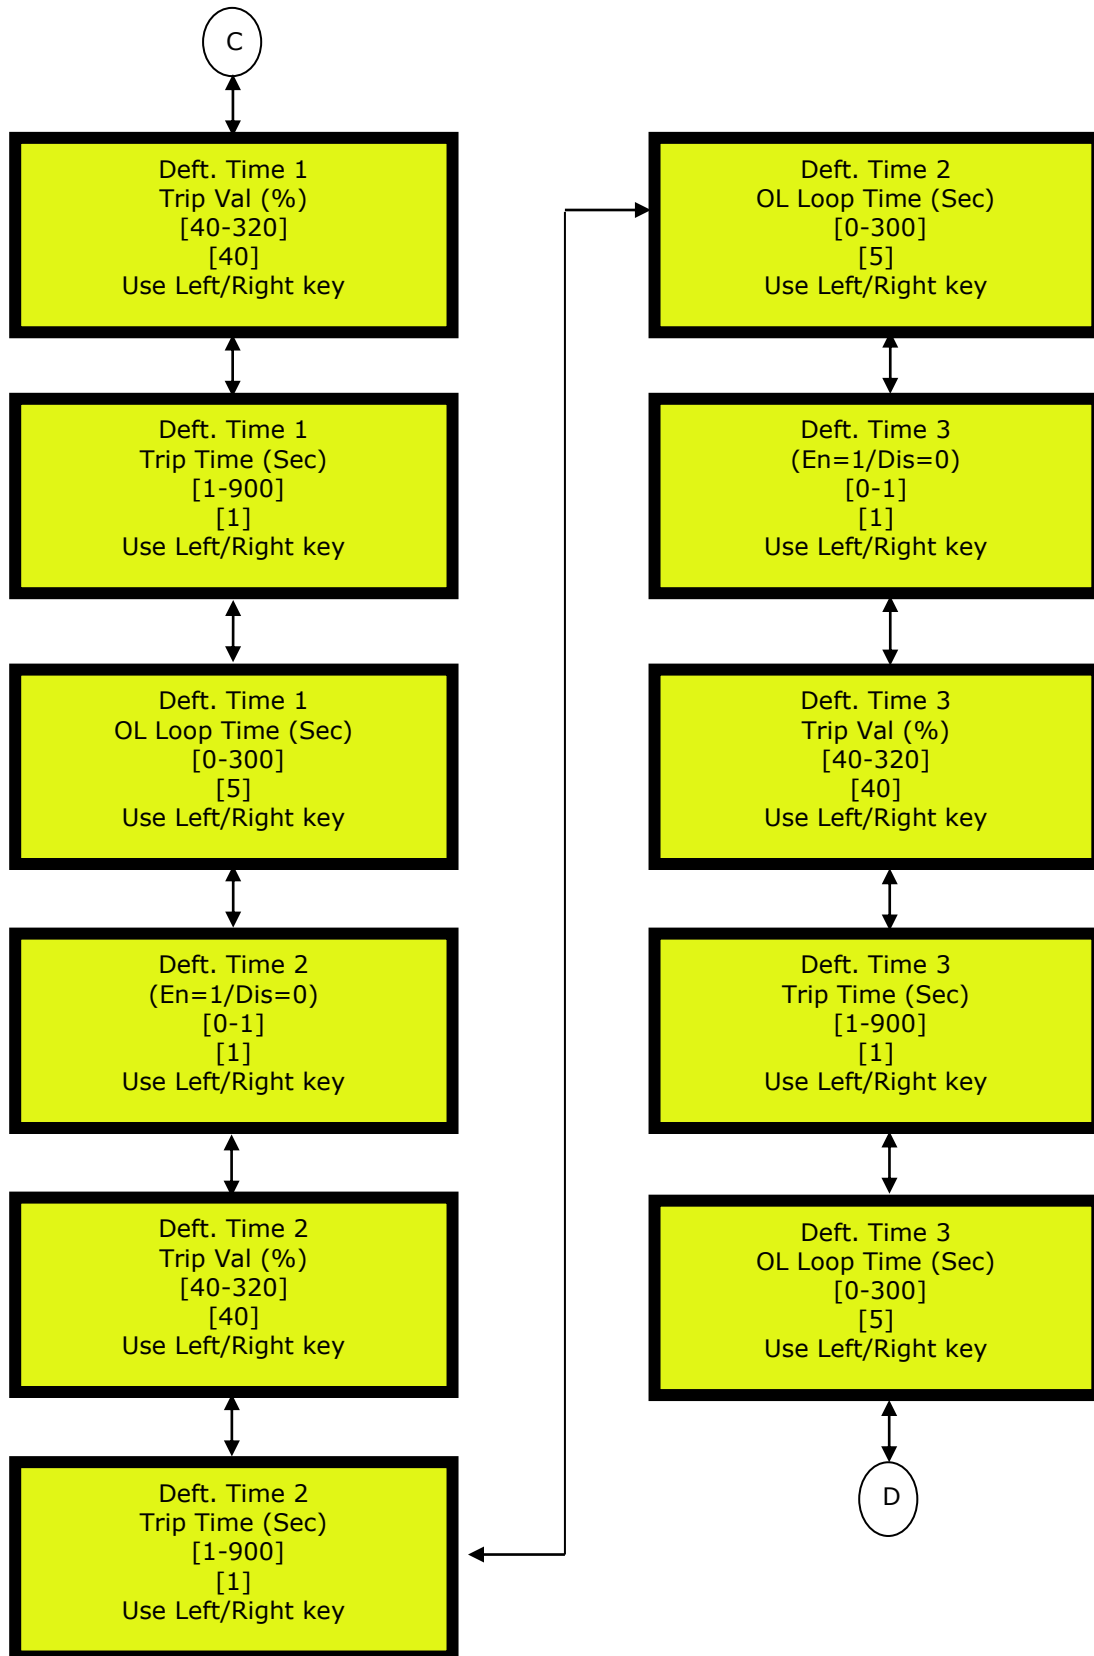 C
Deft. Time 1
Trip Val (%)
[40-320]
[40]
Use Left/Right key
Deft. Time 1
Trip Time (Sec)
[1-900]
[1]
Use Left/Right key
Deft. Time 1
OL Loop Time (Sec)
[0-300]
[5]
Use Left/Right key
Deft. Time 2
(En=1/Dis=0)
[0-1]
[1]
Use Left/Right key
Deft. Time 2
Trip Val (%)
[40-320]
[40]
Use Left/Right key
Deft. Time 2
Trip Time (Sec)
[1-900]
[1]
Use Left/Right key
Deft. Time 2
OL Loop Time (Sec)
[0-300]
[5]
Use Left/Right key
Deft. Time 3
(En=1/Dis=0)
[0-1]
[1]
Use Left/Right key
Deft. Time 3
Trip Val (%)
[40-320]
[40]
Use Left/Right key
Deft. Time 3
Trip Time (Sec)
[1-900]
[1]
Use Left/Right key
Deft. Time 3
OL Loop Time (Sec)
[0-300]
[5]
Use Left/Right key
D